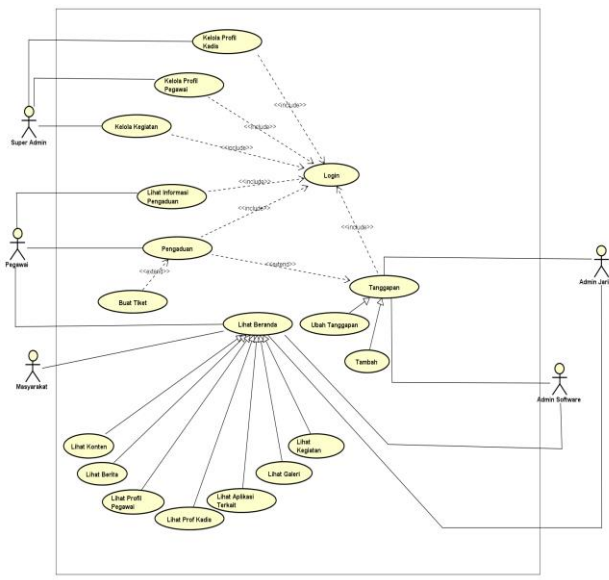 Kelola Profil
Kadis
Kelola Profil
Pegawai
Kelola Kegiatan
Super Admin
<<include>>
<<include>>
<<include>>
Login
Lihat Informasi
Pengaduan
<<include>>
<<include>>
<<include>>
Pegawai
Pengaduan
<<extend>>
<<extend>>
Buat Tiket
Tanggapan
Admin Jari
Lihat Beranda
Ubah Tanggapan
Tambah
Masyarakat
Admin Software
Lihat Konten
Lihat Berita
Lihat Profil
Pegawai
Lihat Prof Kadis
Lihat Aplikasi
Terkait
Lihat Galeri
Lihat
Kegiatan